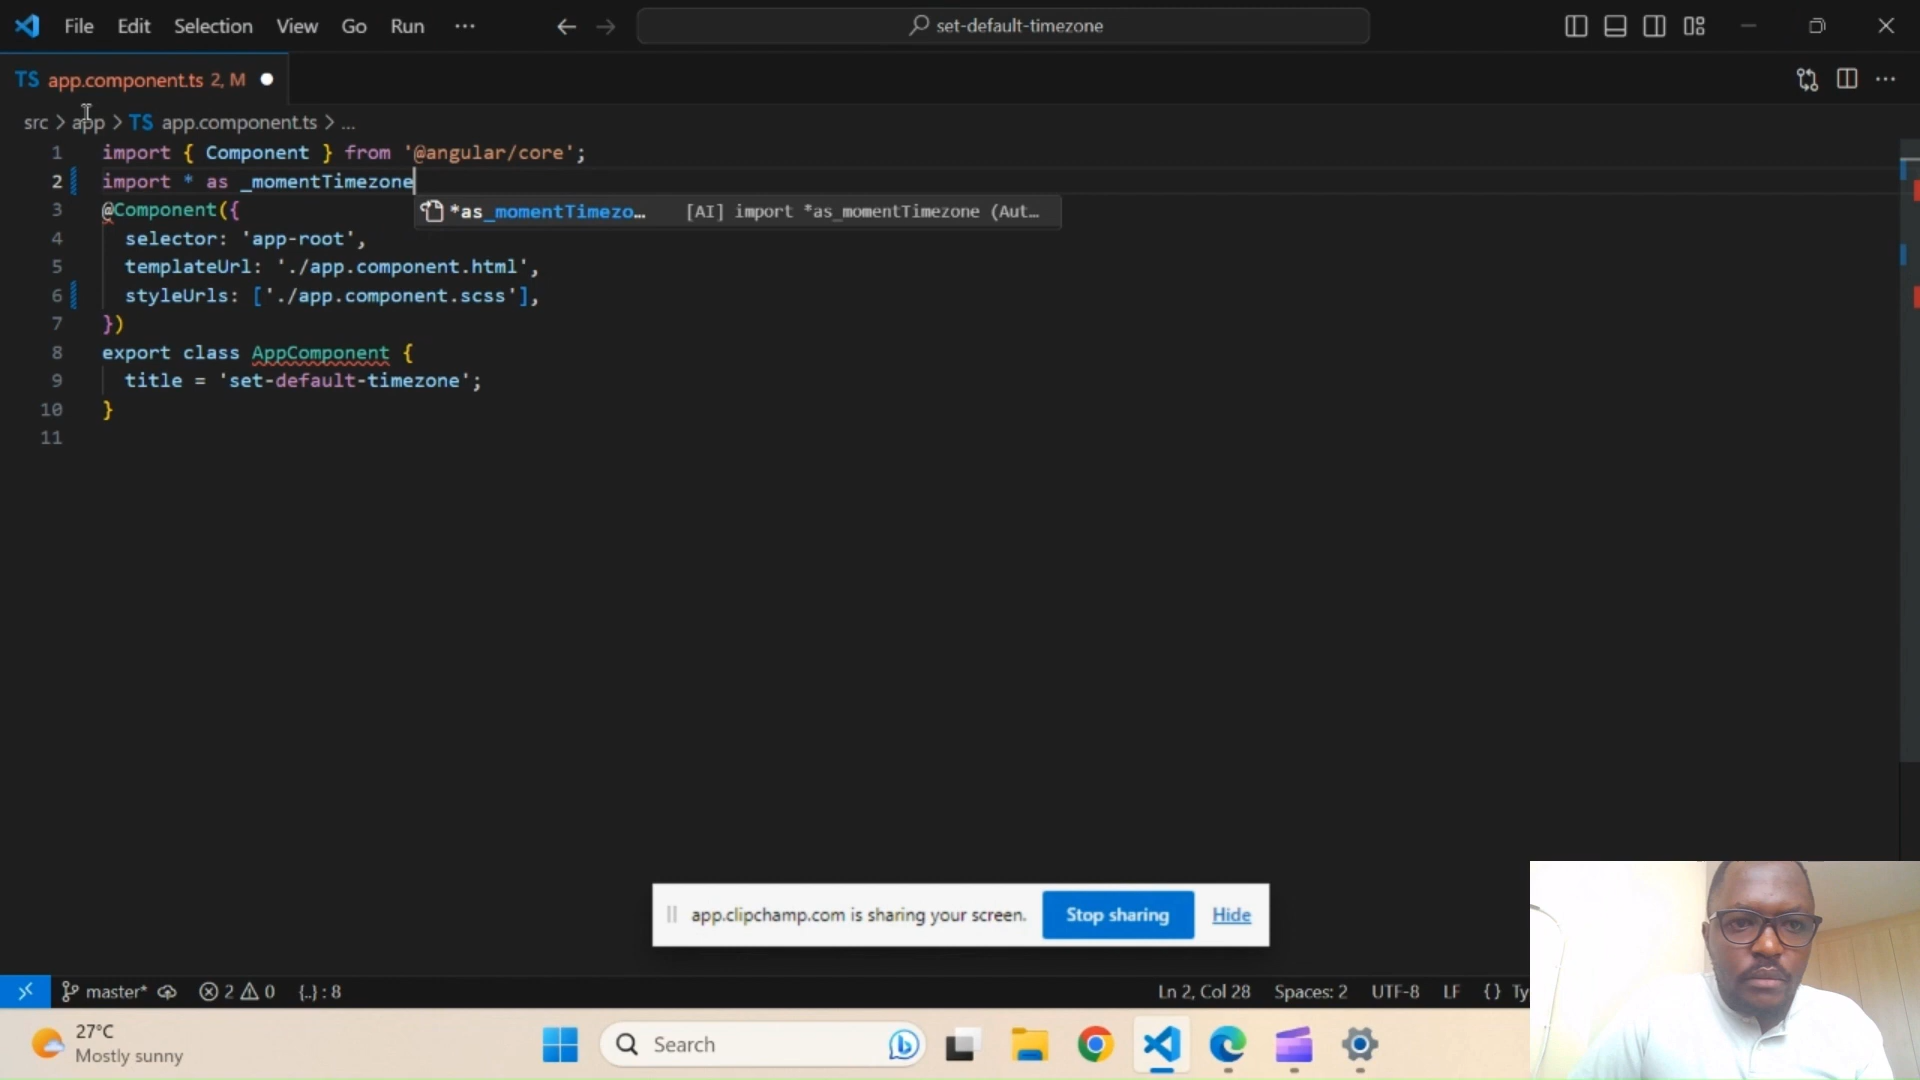 File Edit Selection View Go Run ··· set-default-timezone
TS app.component.ts 2, M
src > app > TS app.component.ts > ...
1 import { Component } from '@angular/core';
2 import * as _momentTimezone
*as_momentTimezo… [AI] import *as_momentTimezone (Aut…
3 @Component({
4 selector: 'app-root',
5 templateUrl: './app.component.html',
6 styleUrls: ['./app.component.scss'],
7 })
8 export class AppComponent {
9 title = 'set-default-timezone';
10 }
11
app.clipchamp.com is sharing your screen. Stop sharing Hide
master* 2 0 {..} : 8 Ln 2, Col 28 Spaces: 2 UTF-8 LF {} Ty
27°C
Mostly sunny
Search